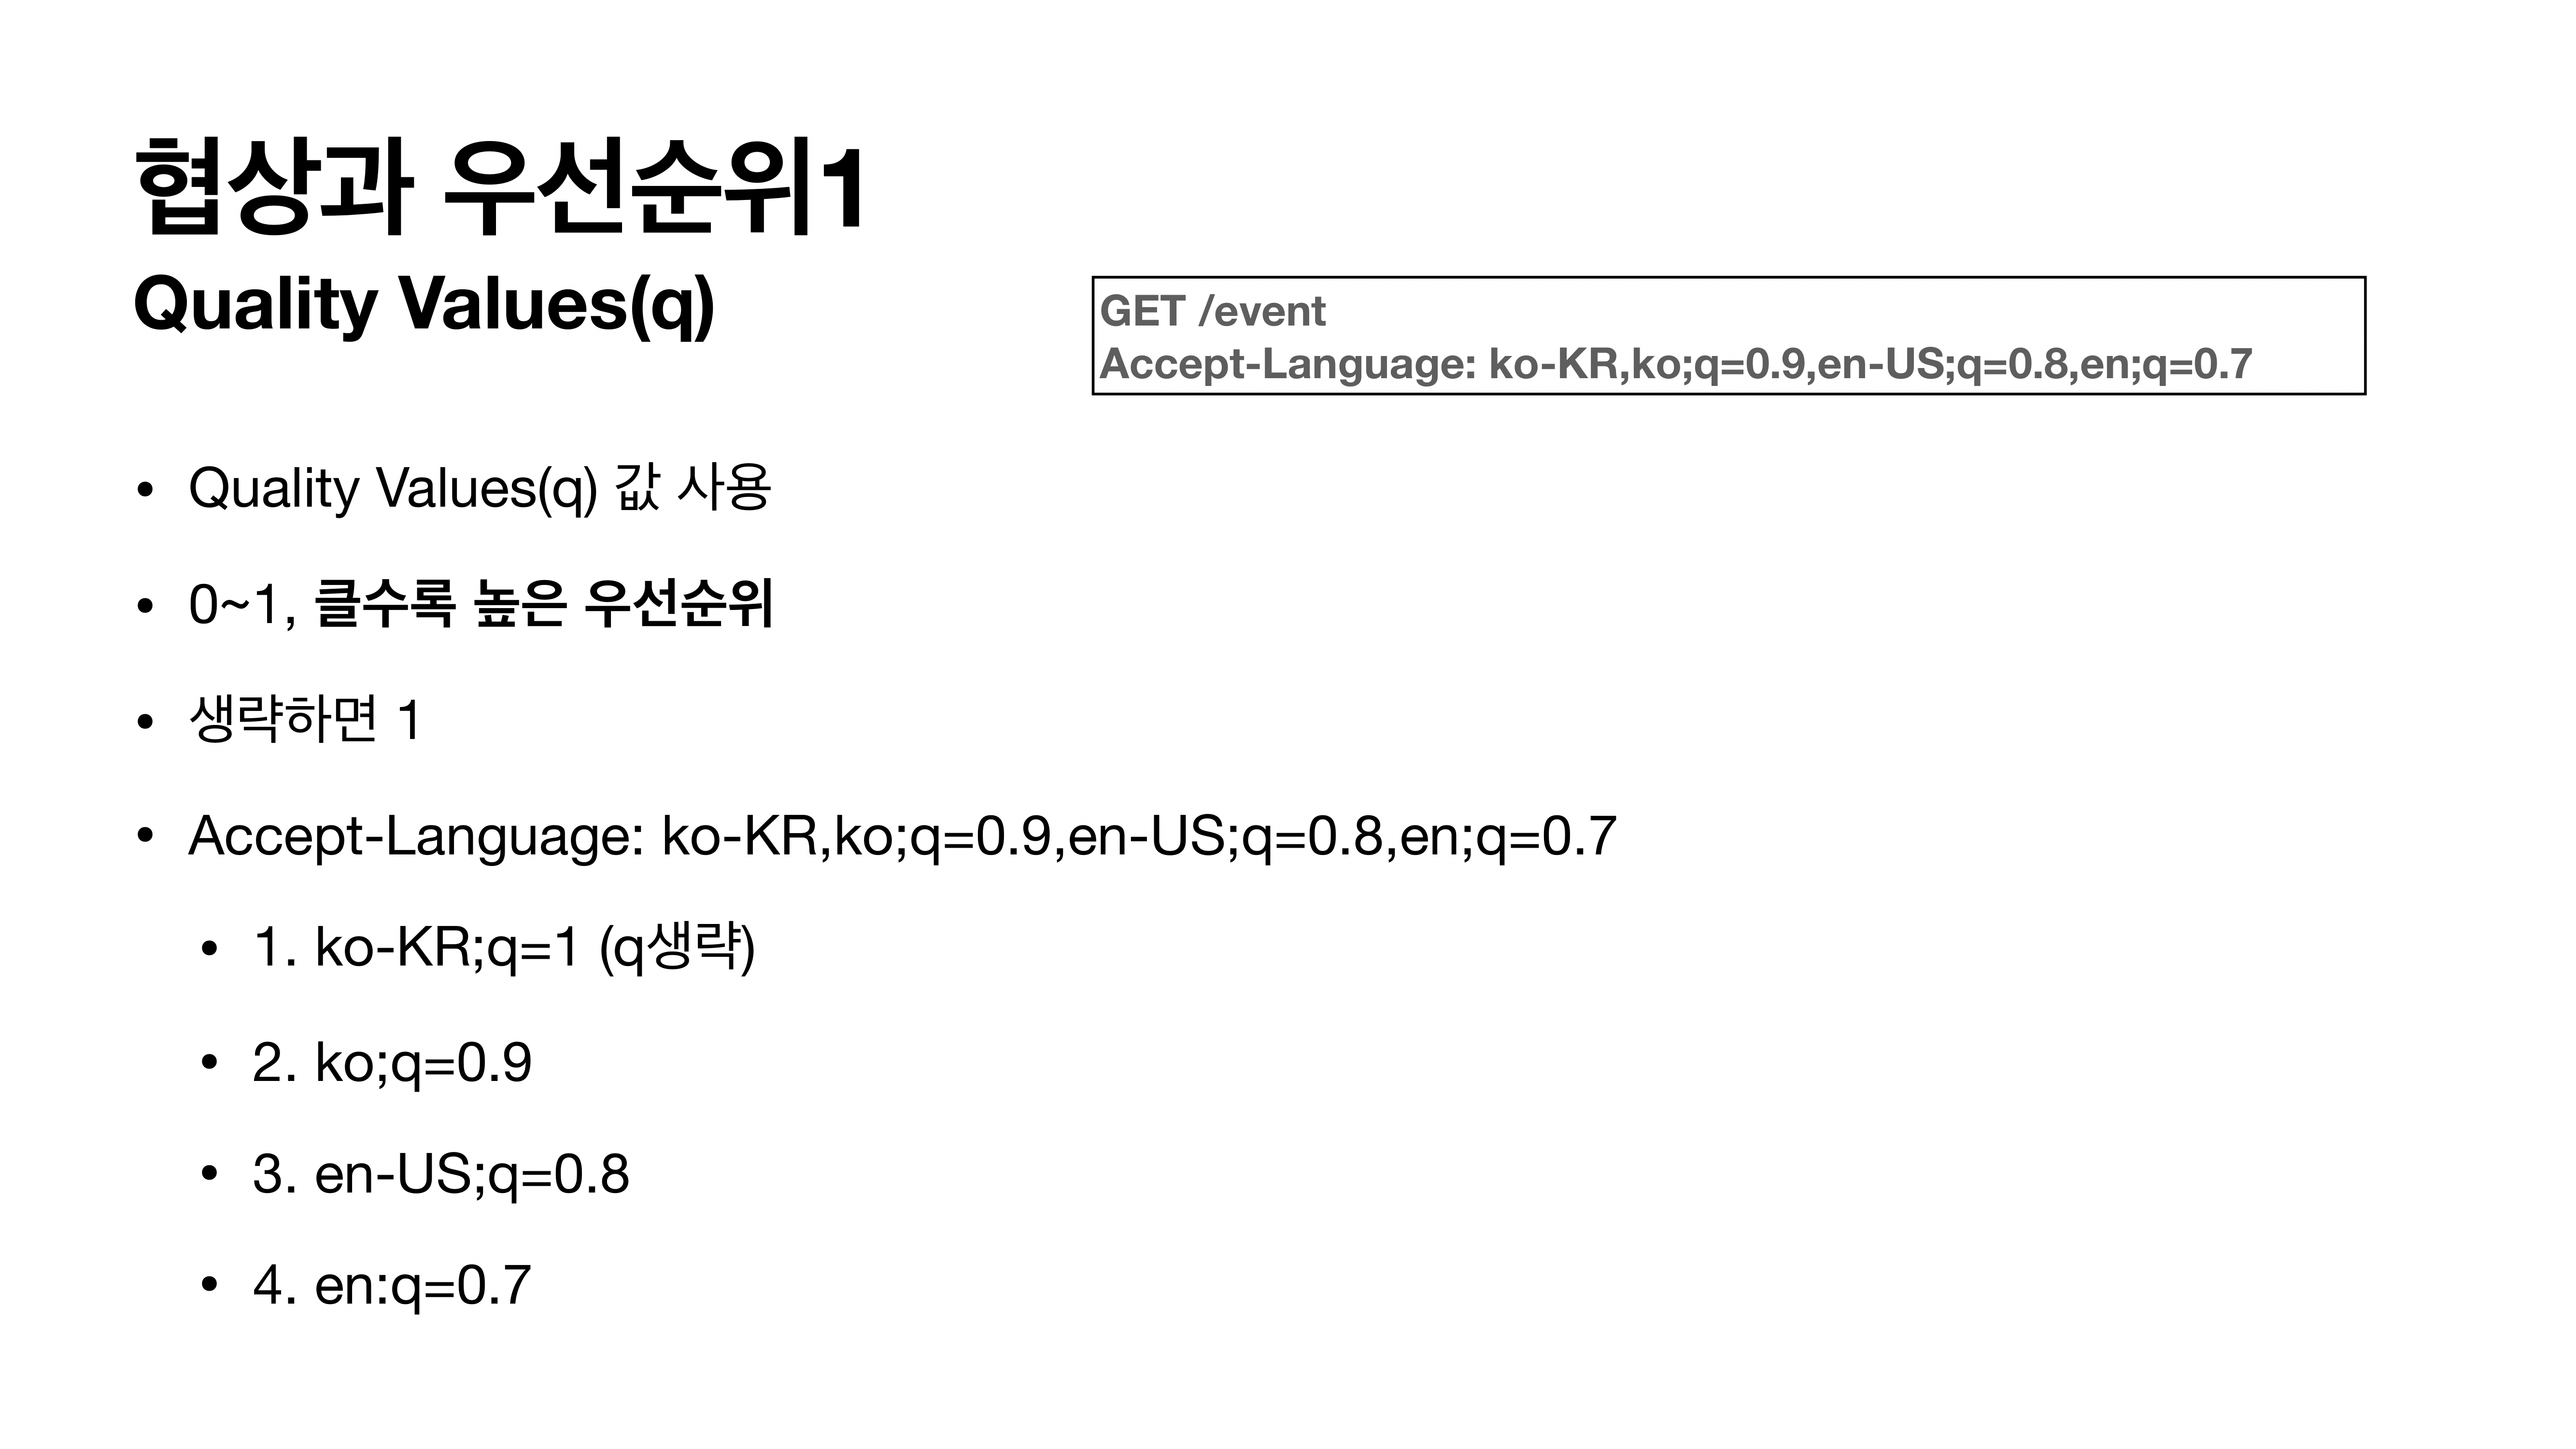 협상과 우선순위1
Quality Values(q)
GET /event
Accept-Language: ko-KR,ko;q=0.9,en-US;q=0.8,en;q=0.7
• Quality Values(q) 값 사용
• 0~1, 클수록 높은 우선순위
• 생략하면 1
• Accept-Language: ko-KR,ko;q=0.9,en-US;q=0.8,en;q=0.7
• 1. ko-KR;q=1 (q생략)
• 2. ko;q=0.9
• 3. en-US;q=0.8
• 4. en:q=0.7